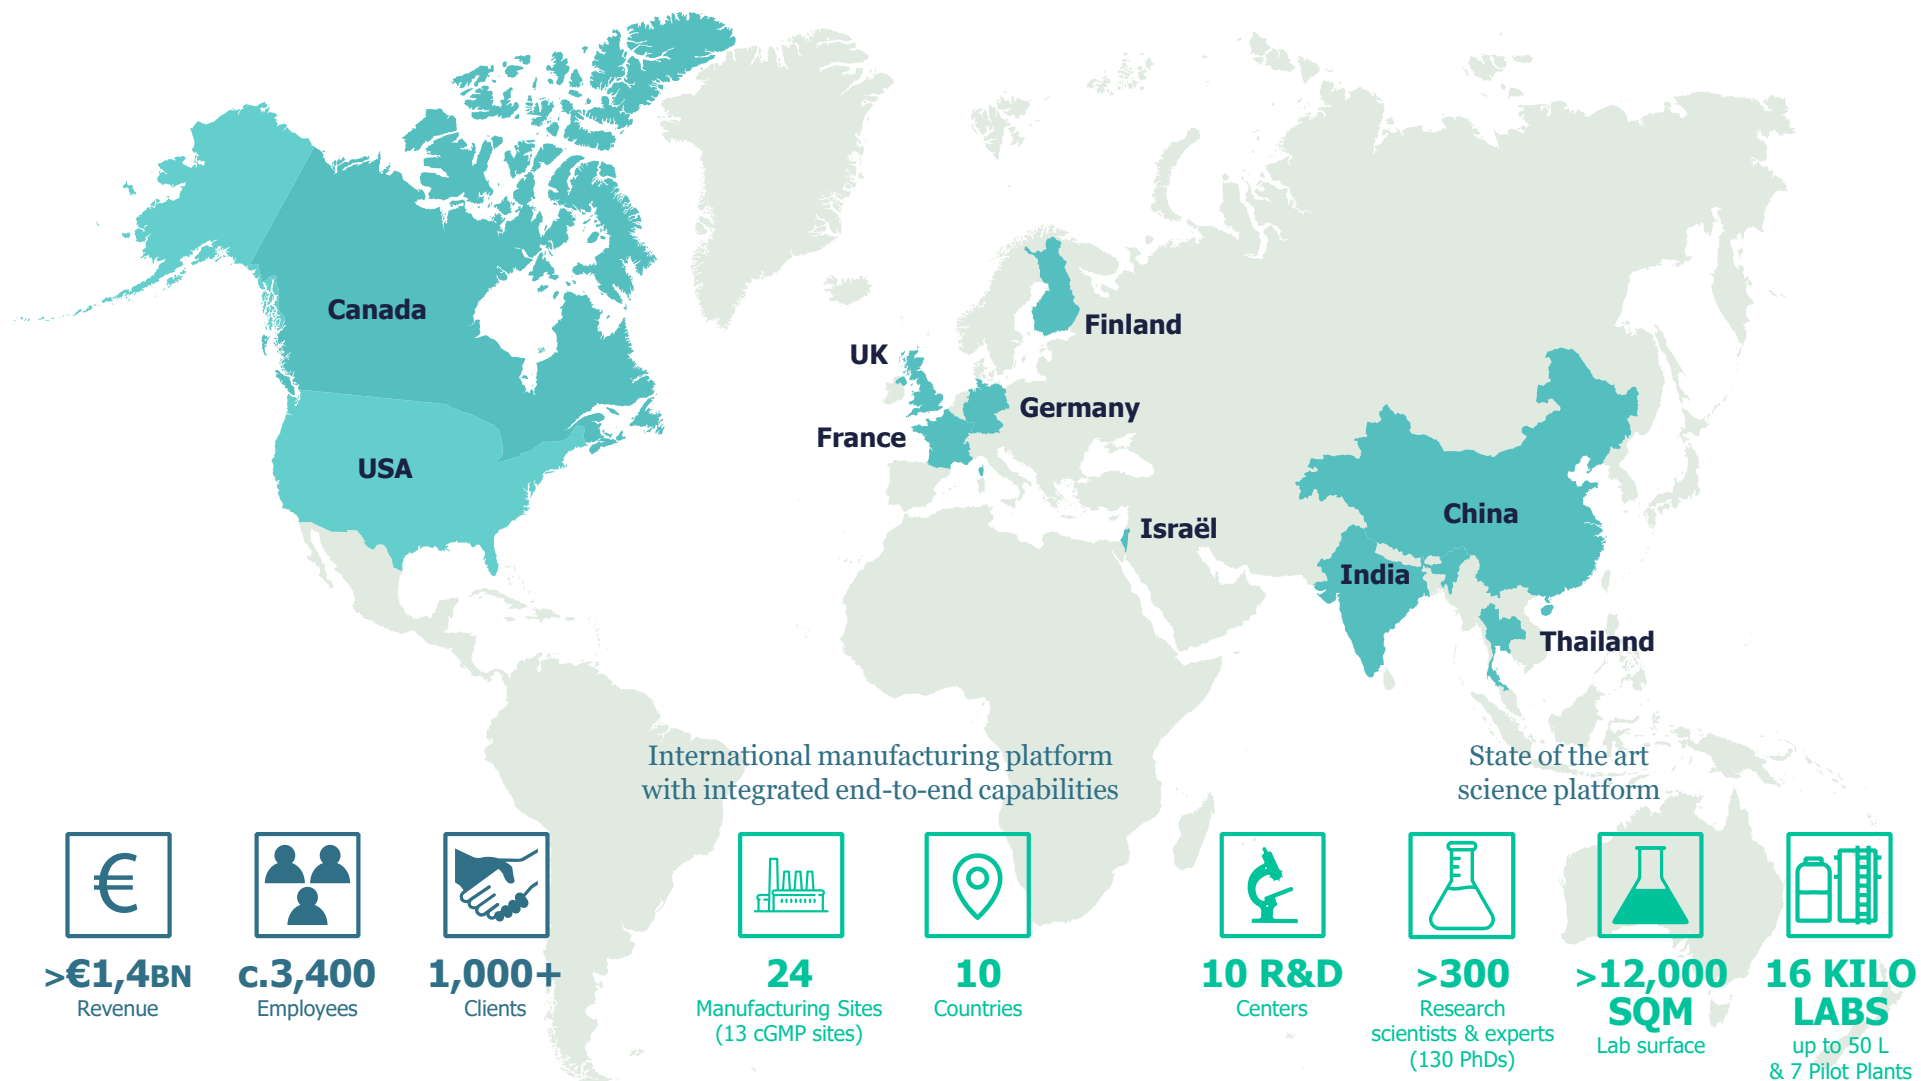 Canada
USA
UK
France
Finland
Germany
Israël
China
India
Thailand
International manufacturing platform
with integrated end-to-end capabilities
State of the art
science platform
€
>€1,4BN
Revenue
c.3,400
Employees
1,000+
Clients
24
Manufacturing Sites
(13 cGMP sites)
10
Countries
10 R&D
Centers
>300
Research
scientists & experts
(130 PhDs)
>12,000
SQM
Lab surface
16 KILO
LABS
up to 50 L
& 7 Pilot Plants